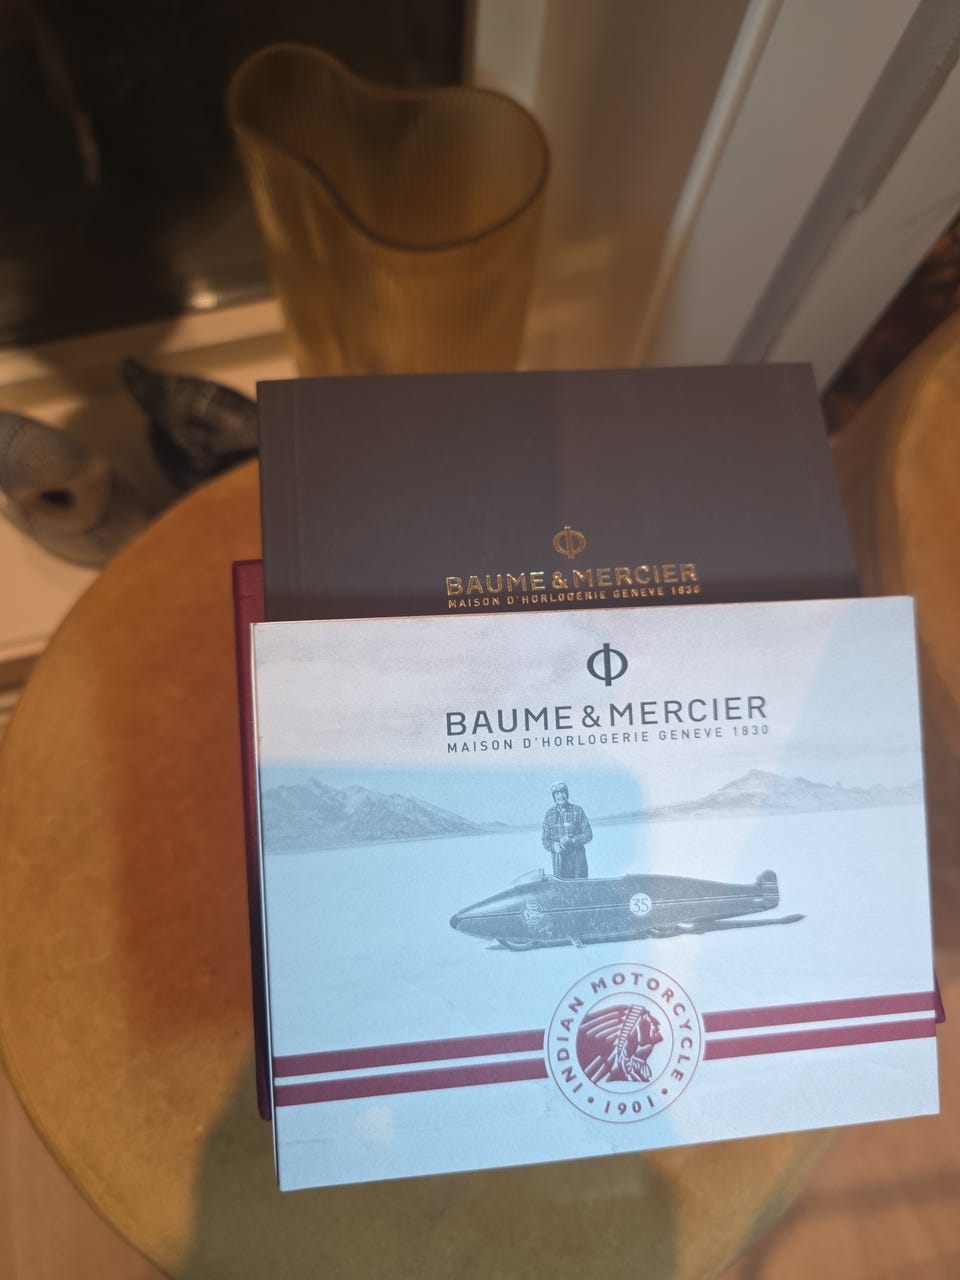 BAUME & MERCIER
MAISON D'HORLOGERIE GENEVE 1830
BAUME & MERCIER
MAISON D'HORLOGERIE GENEVE 1830
35
INDIAN MOTORCYCLE
• 1901 •